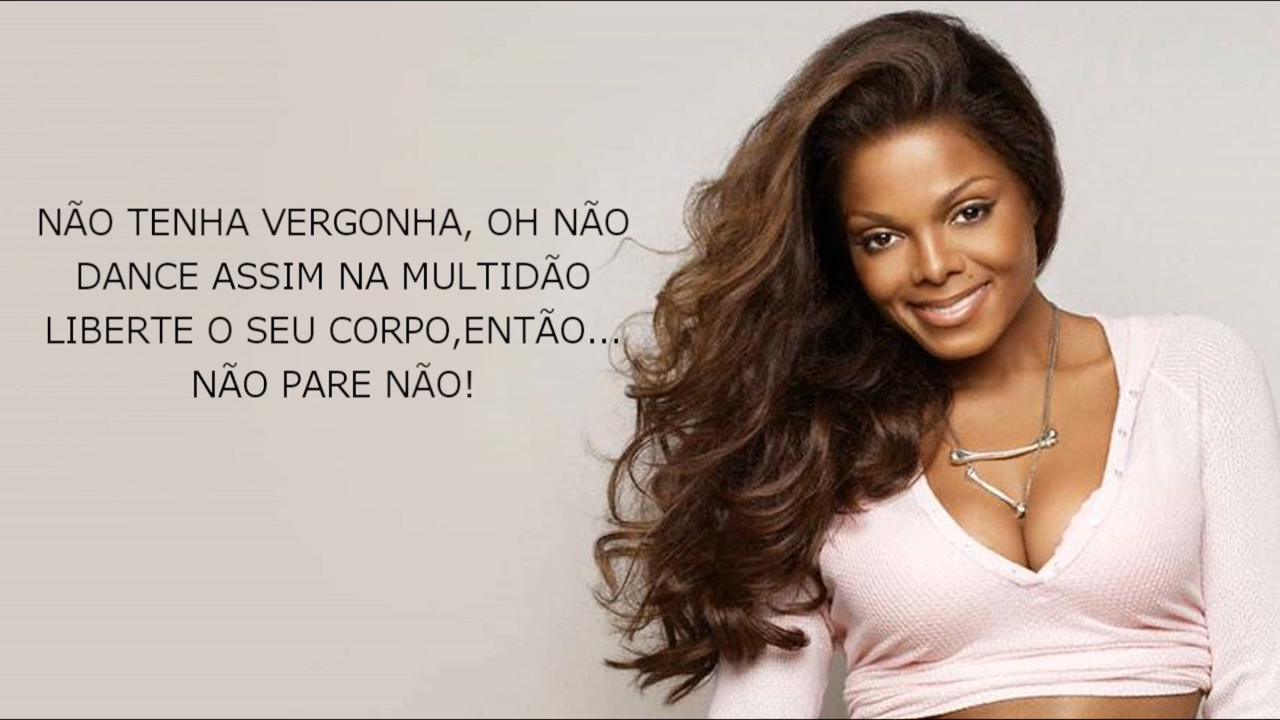 NÃO TENHA VERGONHA, OH NÃO
DANCE ASSIM NA MULTIDÃO
LIBERTE O SEU CORPO,ENTÃO...
NÃO PARE NÃO!